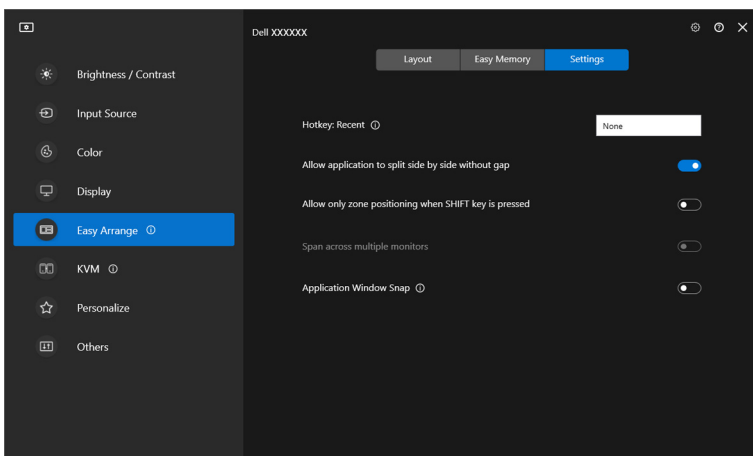 Dell XXXXXX
Layout
Easy Memory
Settings
Brightness / Contrast
Input Source
Color
Display
Easy Arrange
KVM
Personalize
Others
Hotkey: Recent
None
Allow application to split side by side without gap
Allow only zone positioning when SHIFT key is pressed
Span across multiple monitors
Application Window Snap